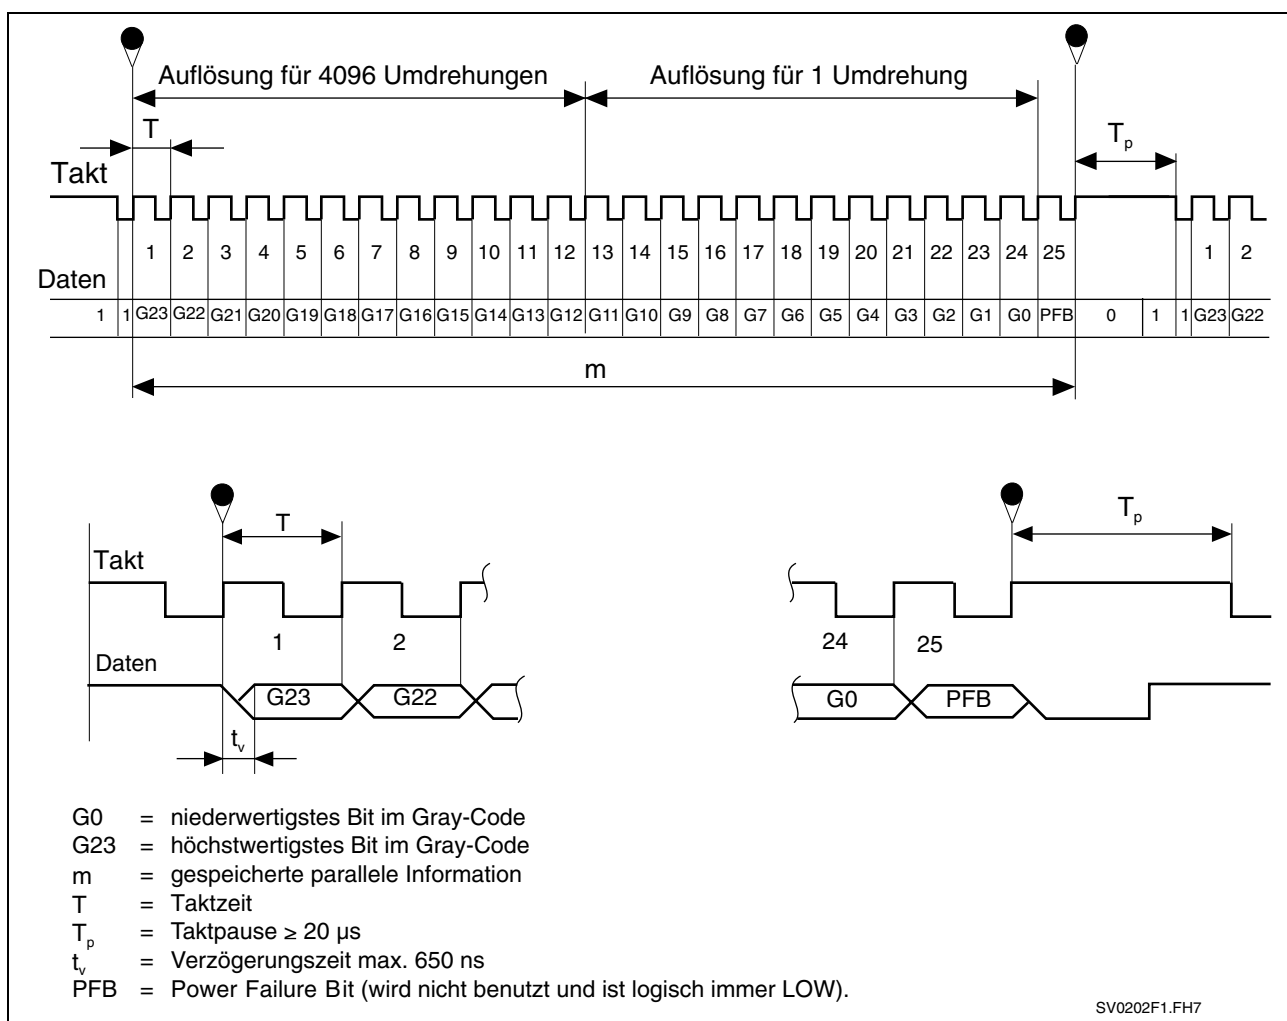 Auflösung für 4096 Umdrehungen Auflösung für 1 Umdrehung
T
T_p
Takt
1 2 3 4 5 6 7 8 9 10 11 12 13 14 15 16 17 18 19 20 21 22 23 24 25 1 2
Daten
1 1 G23 G22 G21 G20 G19 G18 G17 G16 G15 G14 G13 G12 G11 G10 G9 G8 G7 G6 G5 G4 G3 G2 G1 G0 PFB 0 1 1 G23 G22
m
T T_p
Takt
1 2 24 25
Daten
G23 G22 G0 PFB
t_v
G0 = niederwertigstes Bit im Gray-Code
G23 = höchstwertigstes Bit im Gray-Code
m = gespeicherte parallele Information
T = Taktzeit
T_p = Taktpause ≥ 20 µs
t_v = Verzögerungszeit max. 650 ns
PFB = Power Failure Bit (wird nicht benutzt und ist logisch immer LOW).
SV0202F1.FH7